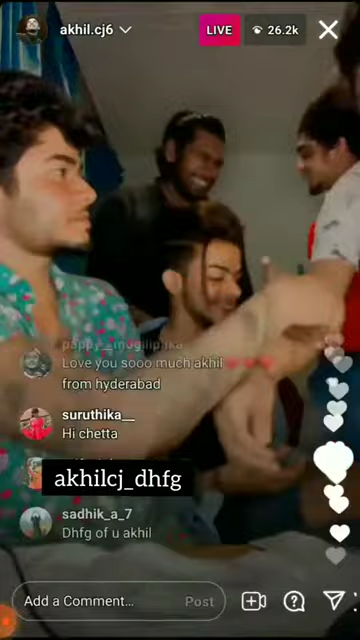 akhil.cj6
LIVE
26.2k
Love you sooo much akhil
from hyderabad
suruthika__
Hi chetta
akhilcj_dhfg
sadhik_a_7
Dhfg of u akhil
Add a Comment...
Post